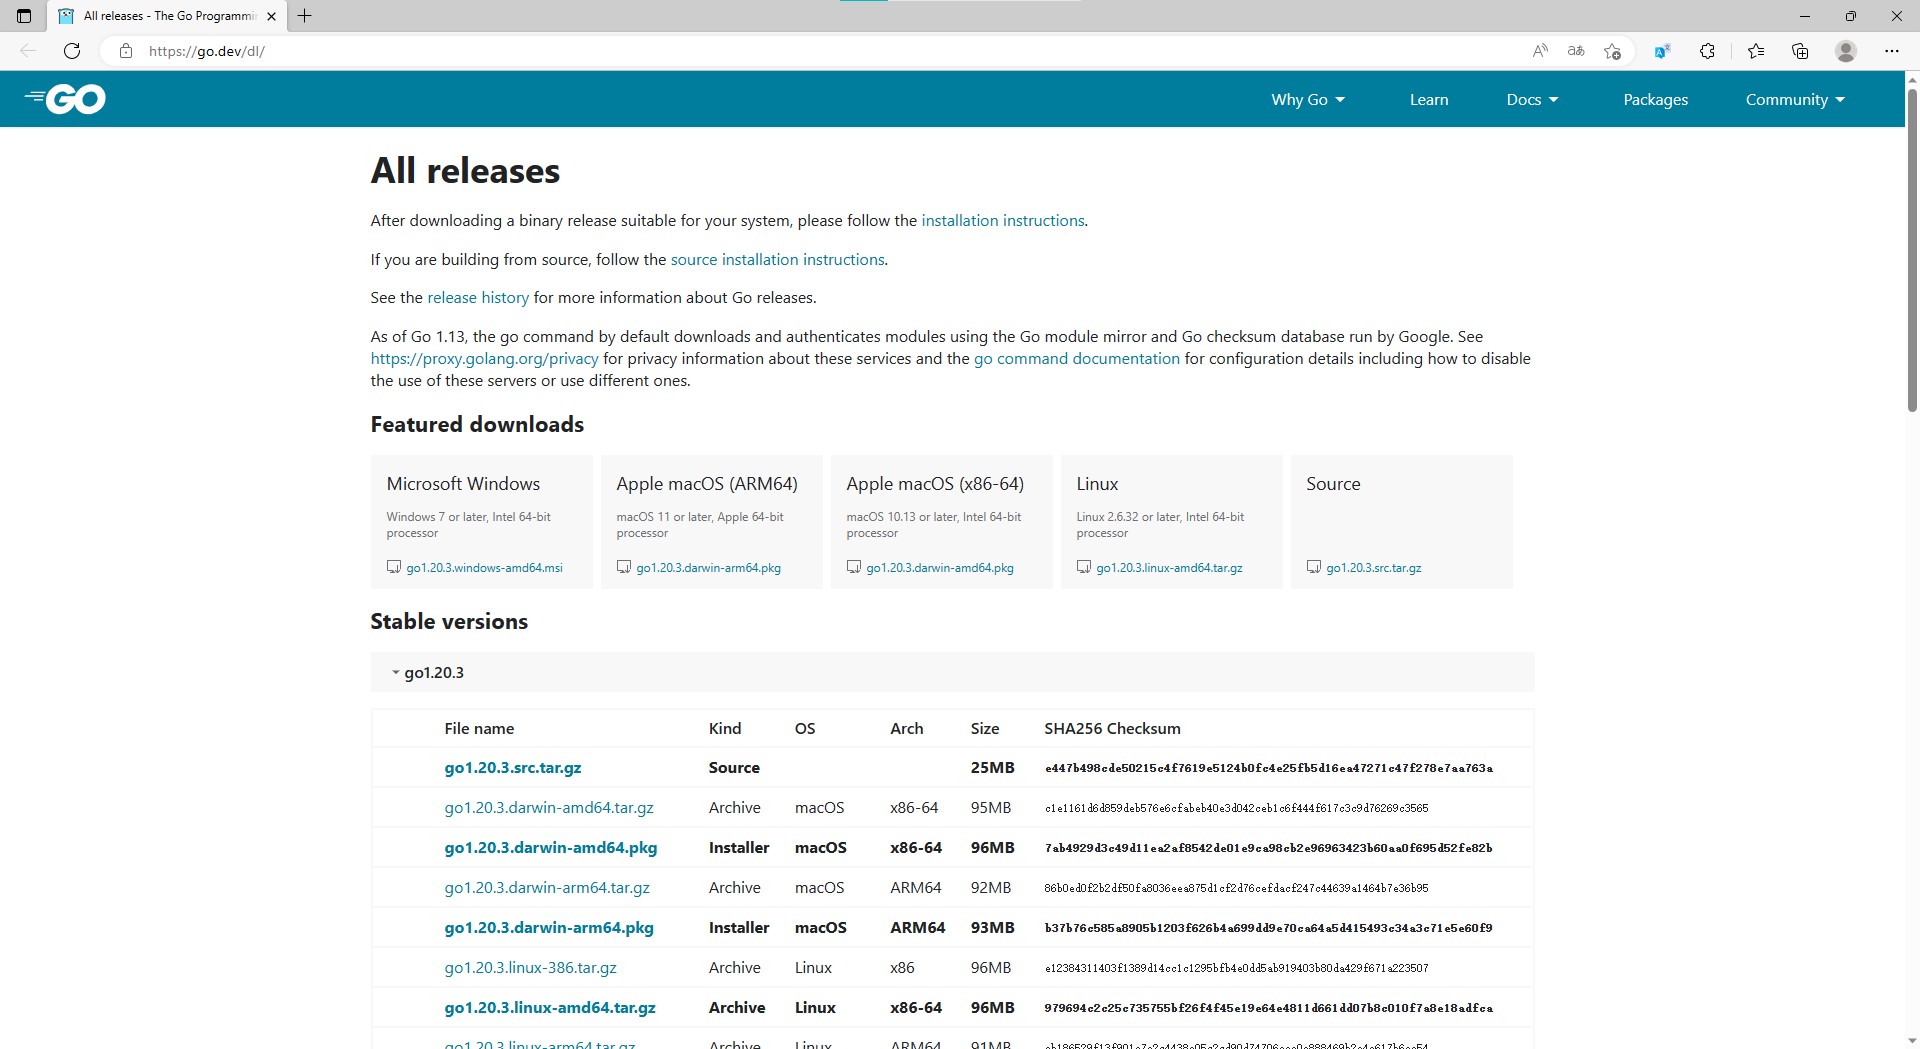 All releases - The Go Programmin
https://go.dev/dl/
GO
Why Go
Learn
Docs
Packages
Community
All releases
After downloading a binary release suitable for your system, please follow the installation instructions.
If you are building from source, follow the source installation instructions.
See the release history for more information about Go releases.
As of Go 1.13, the go command by default downloads and authenticates modules using the Go module mirror and Go checksum database run by Google. See
https://proxy.golang.org/privacy for privacy information about these services and the go command documentation for configuration details including how to disable
the use of these servers or use different ones.
Featured downloads
Microsoft Windows
Windows 7 or later, Intel 64-bit
processor
go1.20.3.windows-amd64.msi
Apple macOS (ARM64)
macOS 11 or later, Apple 64-bit
processor
go1.20.3.darwin-arm64.pkg
Apple macOS (x86-64)
macOS 10.13 or later, Intel 64-bit
processor
go1.20.3.darwin-amd64.pkg
Linux
Linux 2.6.32 or later, Intel 64-bit
processor
go1.20.3.linux-amd64.tar.gz
Source
go1.20.3.src.tar.gz
Stable versions
go1.20.3
File name Kind OS Arch Size SHA256 Checksum
go1.20.3.src.tar.gz Source 25MB e447b498cde50215c4f7619e5124b0fc4e25fb5d16ea47271c47f278e7aa763a
go1.20.3.darwin-amd64.tar.gz Archive macOS x86-64 95MB c1e1161d6d859deb576e6cfabeb40e3d042ceb1c6f444f617c3c9d76269c3565
go1.20.3.darwin-amd64.pkg Installer macOS x86-64 96MB 7ab4929d3c49d11ea2af8542de01e9ca98cb2e96963423b60aa0f695d52fe82b
go1.20.3.darwin-arm64.tar.gz Archive macOS ARM64 92MB 86b0ed0f2b2df50fa8036eea875d1cf2d76cefdacf247c44639a1464b7e36b95
go1.20.3.darwin-arm64.pkg Installer macOS ARM64 93MB b37b76c585a8905b1203f626b4a699dd9e70ca64a5d415493c34a3c71e5e60f9
go1.20.3.linux-386.tar.gz Archive Linux x86 96MB e12384311403f1389d14cc1c1295bfb4e0dd5ab919403b80da429f671a223507
go1.20.3.linux-amd64.tar.gz Archive Linux x86-64 96MB 979694c2c25c735755bf26f4f45e19e64e4811d661dd07b8c010f7a8e18adfca
go1.20.3.linux-arm64.tar.gz Archive Linux ARM64 91MB